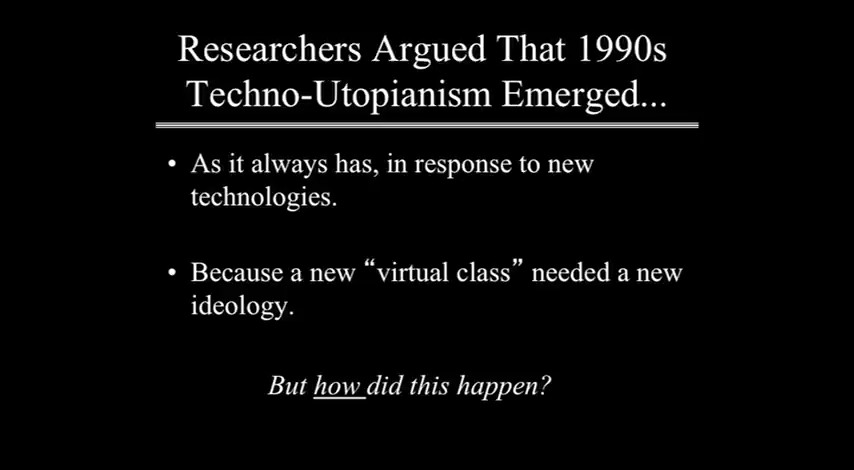 Researchers Argued That 1990s
Techno-Utopianism Emerged...
• As it always has, in response to new
technologies.
• Because a new “virtual class” needed a new
ideology.
But how did this happen?